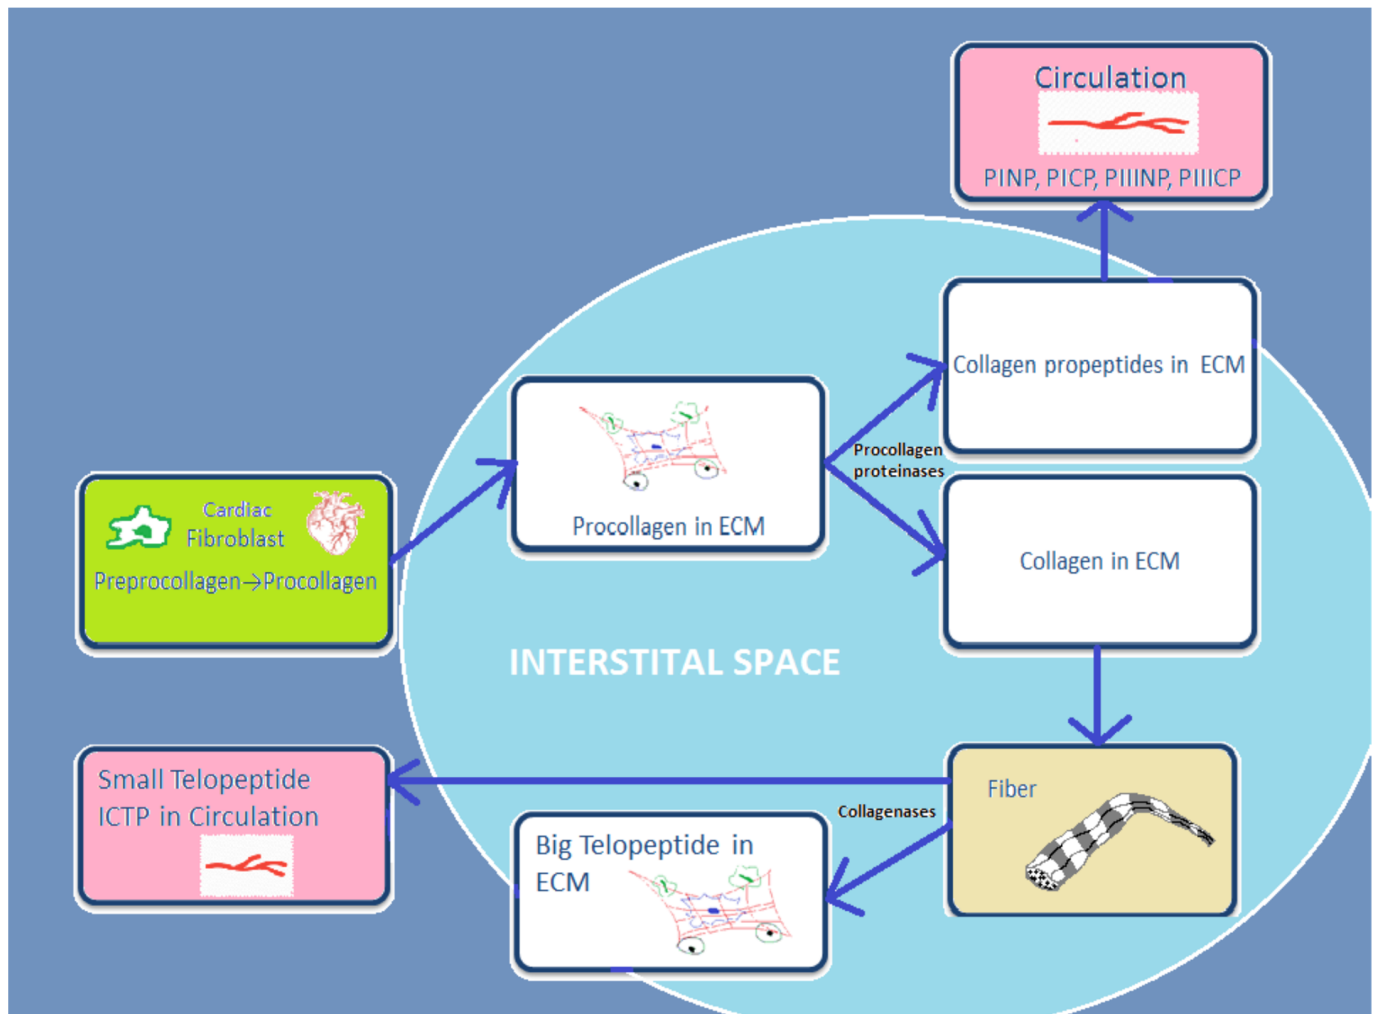 Circulation
PINP, PICP, PIIINP, PIIICP
Collagen propeptides in ECM
Procollagen
proteinases
Procollagen in ECM
Cardiac
Fibroblast
Preprocollagen→Procollagen
Collagen in ECM
INTERSTITAL SPACE
Small Telopeptide
ICTP in Circulation
Collagenases
Fiber
Big Telopeptide in
ECM